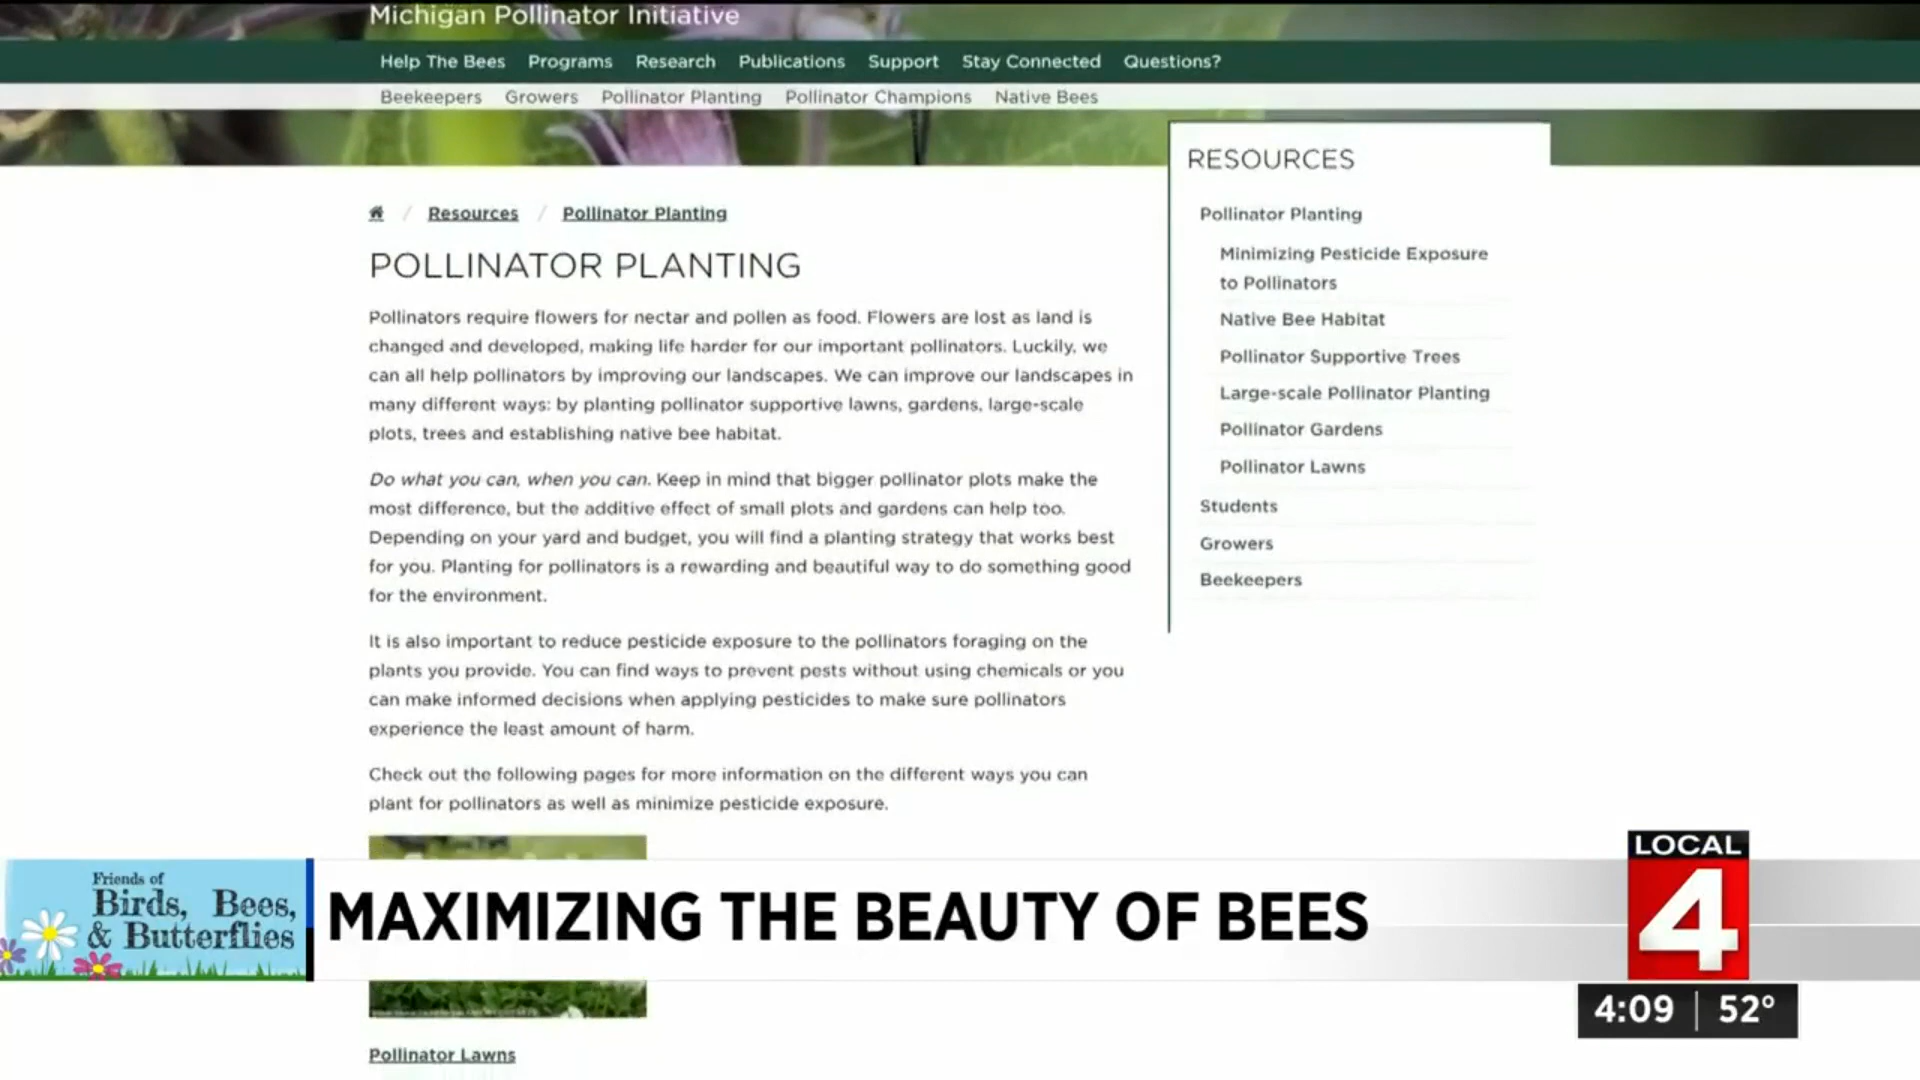 Michigan Pollinator Initiative
Help The Bees Programs Research Publications Support Stay Connected Questions?
Beekeepers Growers Pollinator Planting Pollinator Champions Native Bees
/ Resources / Pollinator Planting
POLLINATOR PLANTING
Pollinators require flowers for nectar and pollen as food. Flowers are lost as land is
changed and developed, making life harder for our important pollinators. Luckily, we
can all help pollinators by improving our landscapes. We can improve our landscapes in
many different ways: by planting pollinator supportive lawns, gardens, large-scale
plots, trees and establishing native bee habitat.
Do what you can, when you can. Keep in mind that bigger pollinator plots make the
most difference, but the additive effect of small plots and gardens can help too.
Depending on your yard and budget, you will find a planting strategy that works best
for you. Planting for pollinators is a rewarding and beautiful way to do something good
for the environment.
It is also important to reduce pesticide exposure to the pollinators foraging on the
plants you provide. You can find ways to prevent pests without using chemicals or you
can make informed decisions when applying pesticides to make sure pollinators
experience the least amount of harm.
Check out the following pages for more information on the different ways you can
plant for pollinators as well as minimize pesticide exposure.
RESOURCES
Pollinator Planting
Minimizing Pesticide Exposure
to Pollinators
Native Bee Habitat
Pollinator Supportive Trees
Large-scale Pollinator Planting
Pollinator Gardens
Pollinator Lawns
Students
Growers
Beekeepers
Friends of
Birds, Bees,
& Butterflies
MAXIMIZING THE BEAUTY OF BEES
LOCAL
4
4:09 52°
Pollinator Lawns